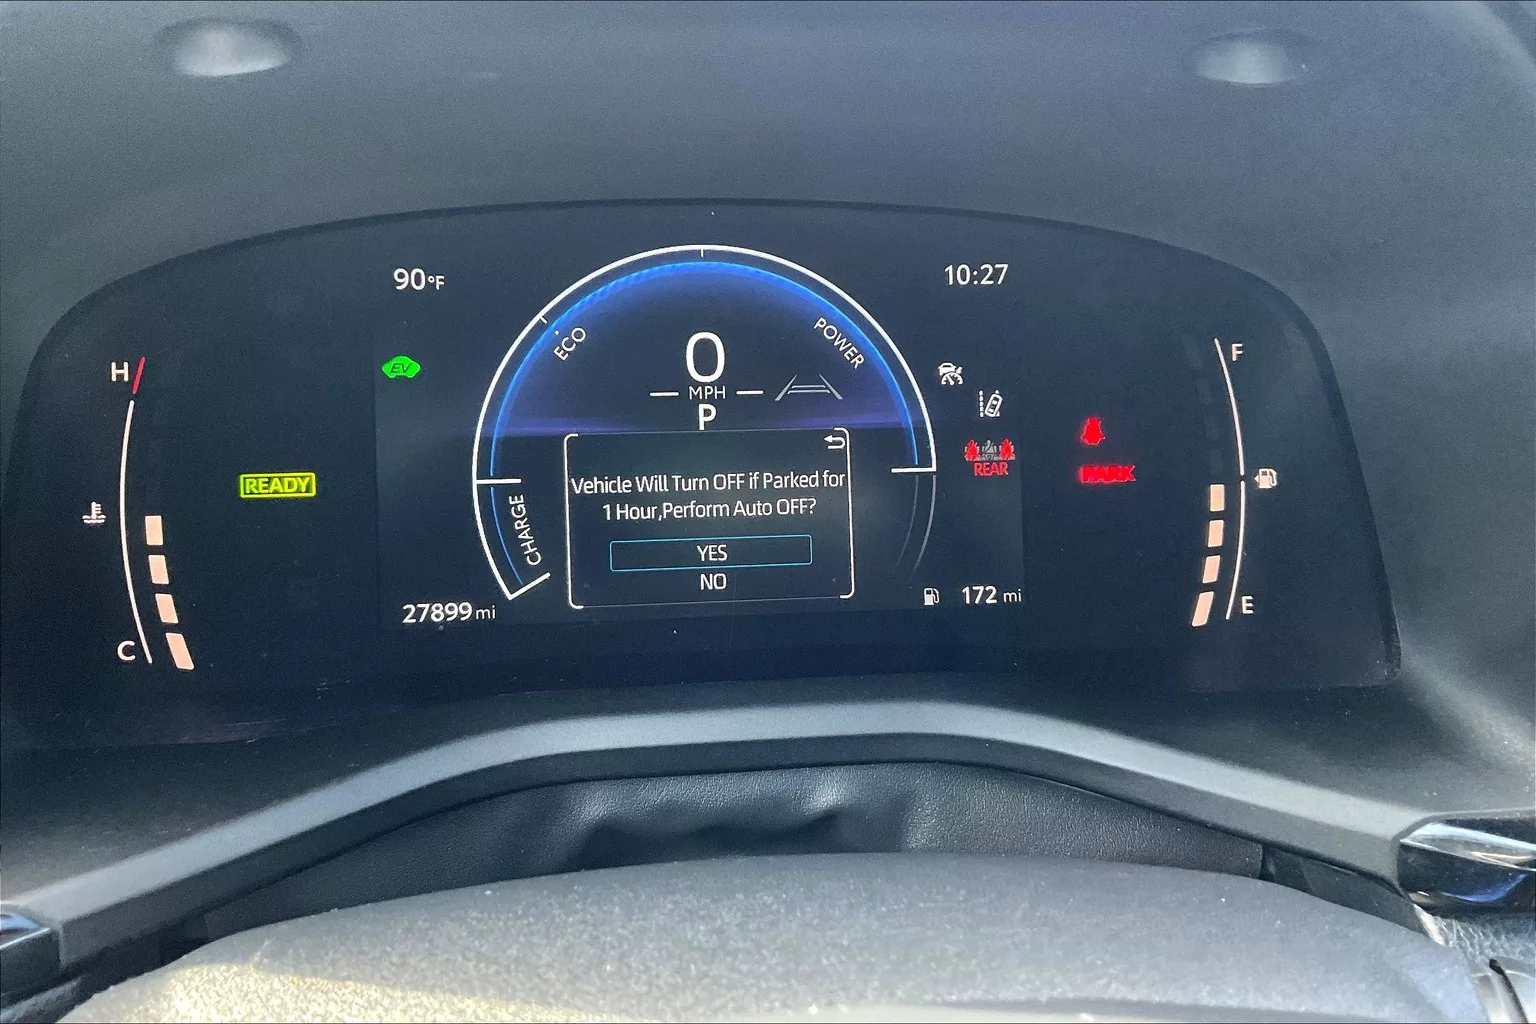 90°F
10:27
ECO
POWER
0
MPH
P
EV
H
F
READY
REAR
PARK
CHARGE
Vehicle Will Turn OFF if Parked for
1 Hour,Perform Auto OFF?
YES
NO
27899 mi
172 mi
C
E